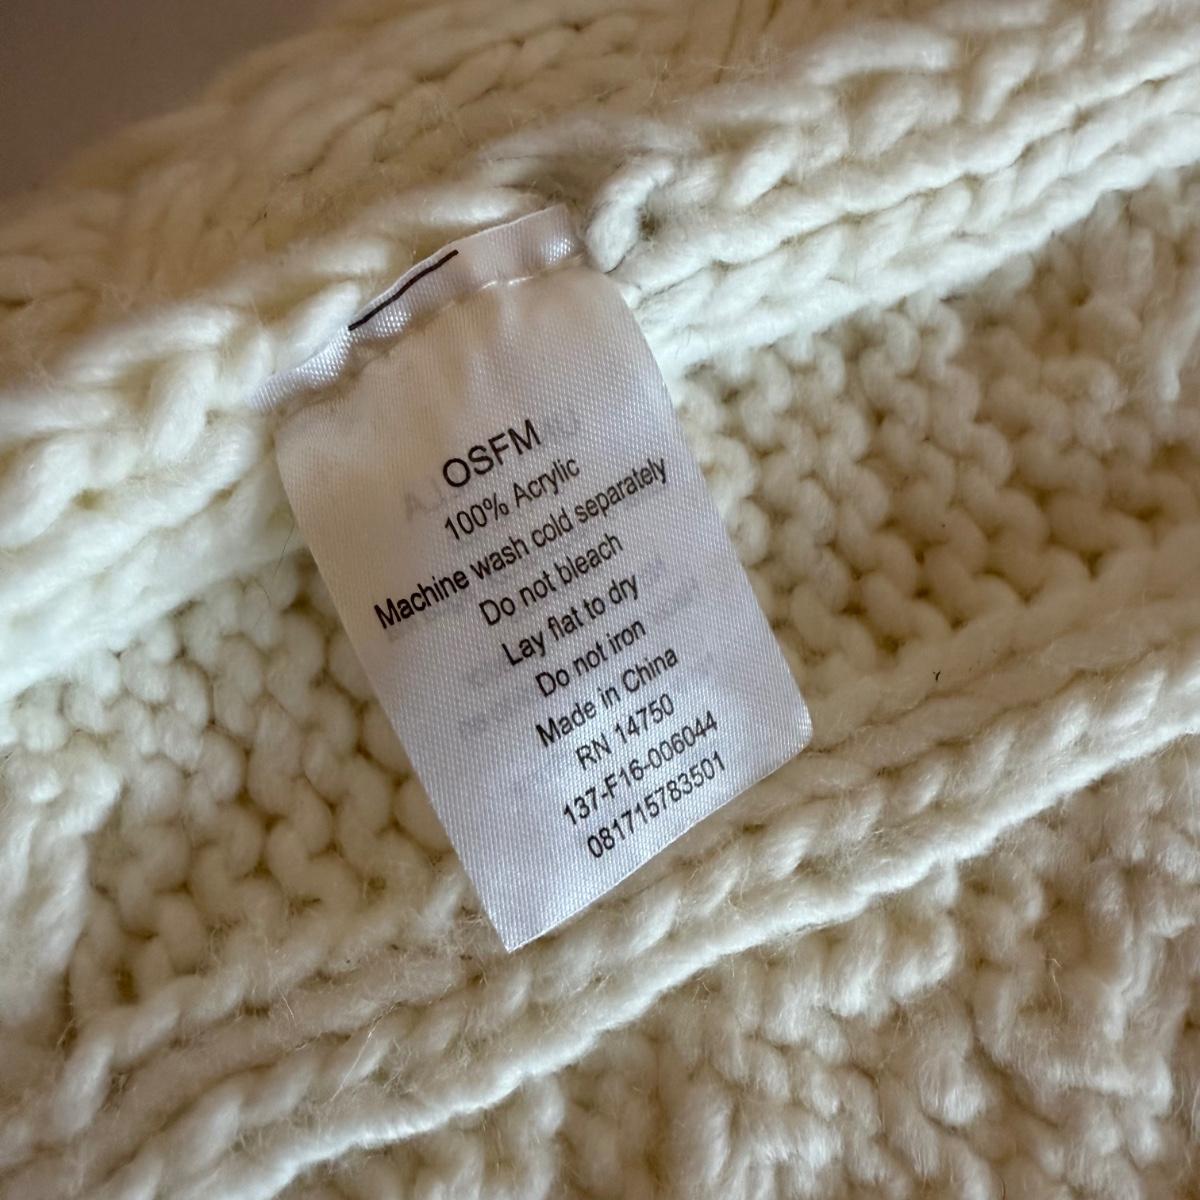 OSFM
100% Acrylic
Machine wash cold separately
Do not bleach
Lay flat to dry
Do not iron
Made in China
RN 14750
137-F16-006044
081715783501